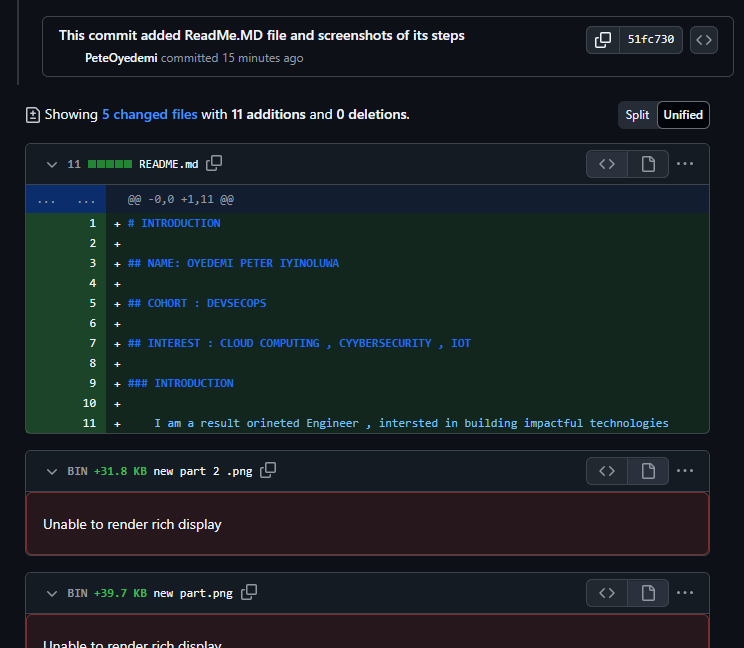 This commit added ReadMe.MD file and screenshots of its steps
51fc730
PeteOyedemi committed 15 minutes ago
Showing 5 changed files with 11 additions and 0 deletions.
Split Unified
11 README.md
... ... @@ -0,0 +1,11 @@
1 + # INTRODUCTION
2 +
3 + ## NAME: OYEDEMI PETER IYINOLUWA
4 +
5 + ## COHORT : DEVSECOPS
6 +
7 + ## INTEREST : CLOUD COMPUTING , CYYBERSECURITY , IOT
8 +
9 + ### INTRODUCTION
10 +
11 + I am a result orineted Engineer , intersted in building impactful technologies
BIN +31.8 KB new part 2 .png
Unable to render rich display
BIN +39.7 KB new part.png
Unable to render rich display